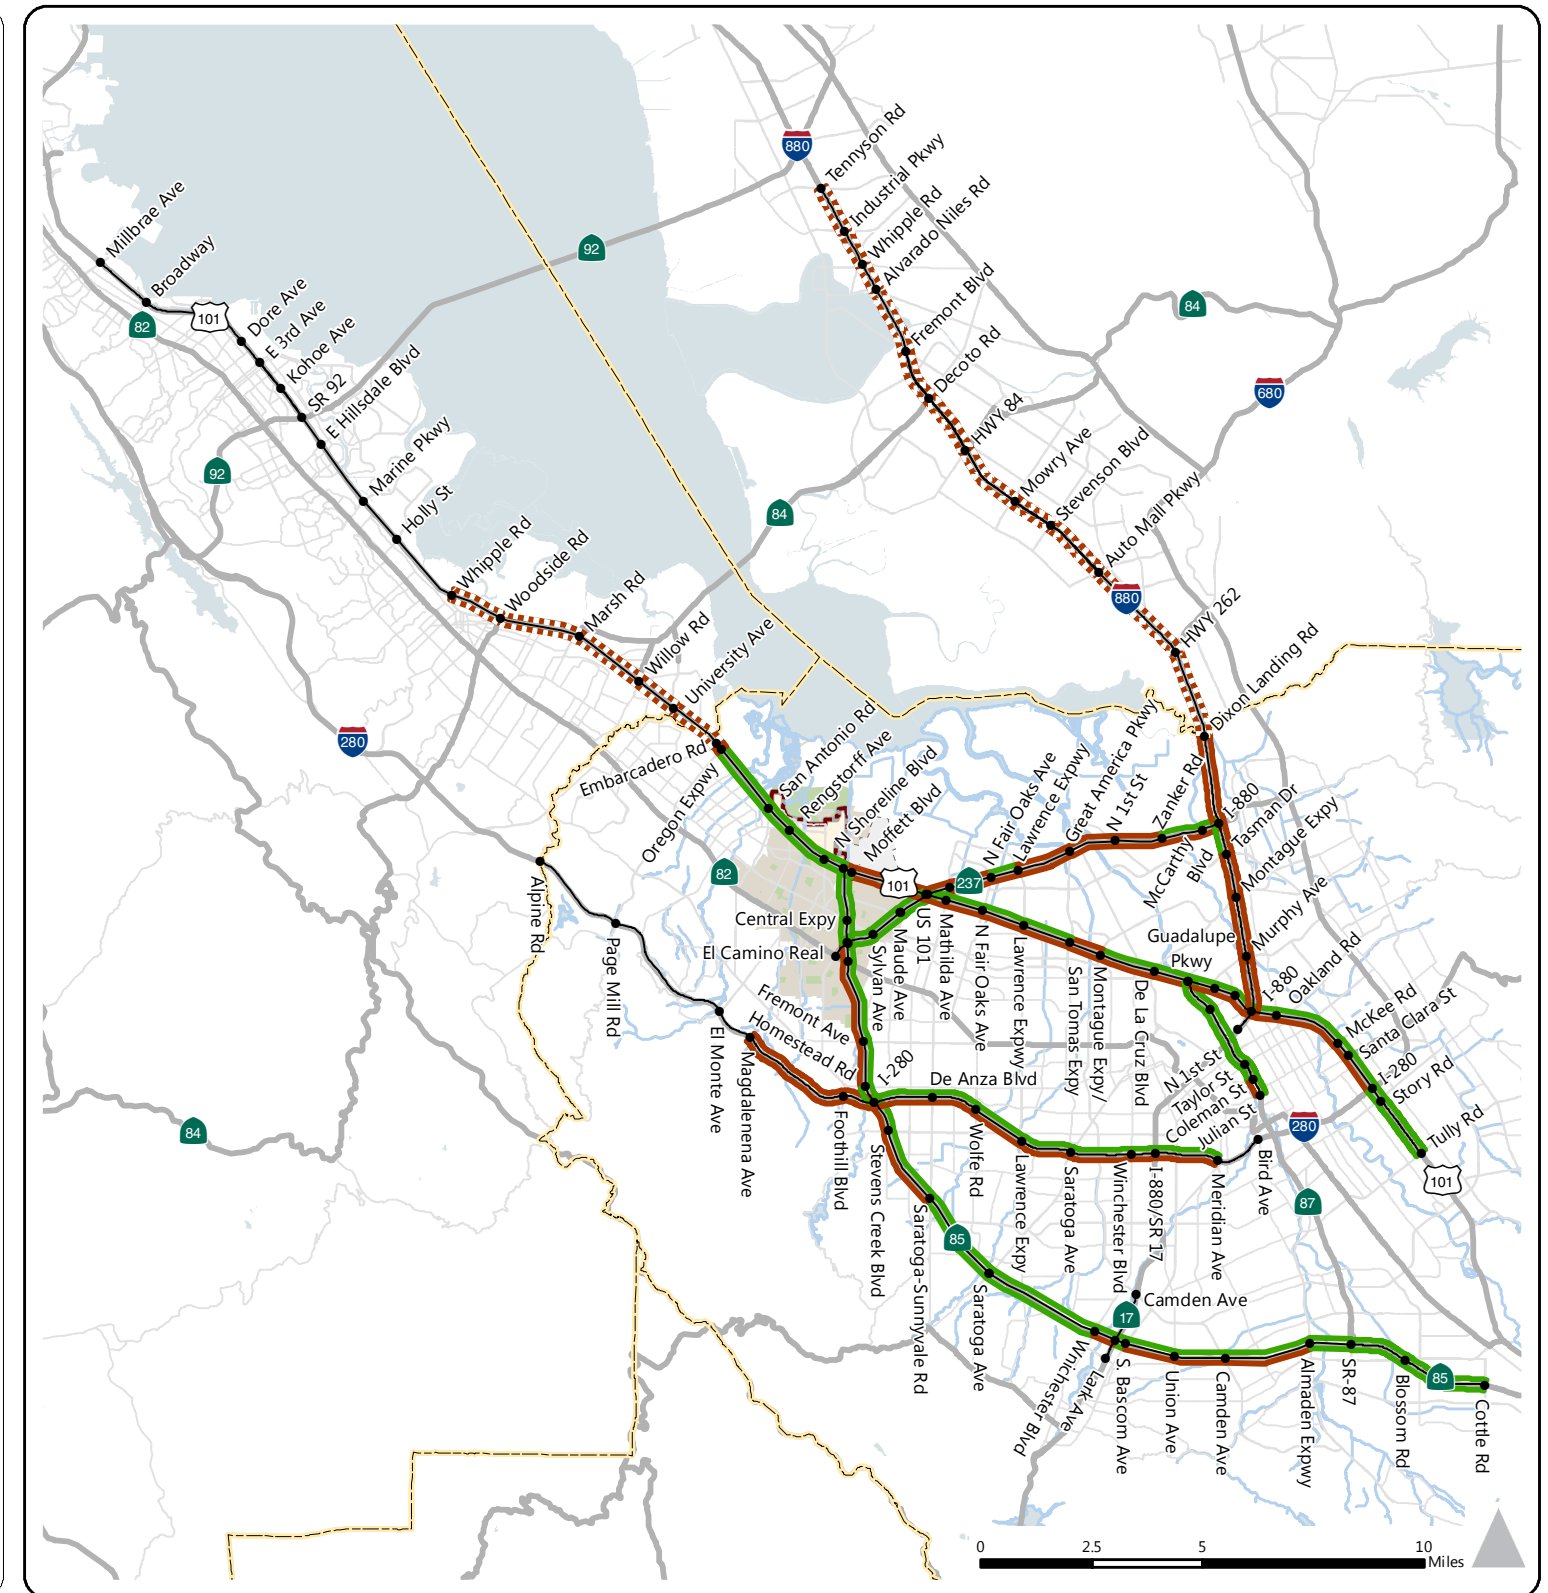 880
Tennyson Rd
Industrial Pkwy
Whipple Rd
Alvarado Niles Rd
Fremont Blvd
Decoto Rd
HWY 84
Mowry Ave
Stevenson Blvd
Auto Mall Pkwy
880
HWY 262
Dixon Landing Rd
92
84
680
84
Millbrae Ave
Broadway
82
101
Dore Ave
E 3rd Ave
Kohoe Ave
SR 92
E Hillsdale Blvd
92
Marine Pkwy
Holly St
Whipple Rd
Woodside Rd
Marsh Rd
Willow Rd
University Ave
280
Embarcadero Rd
Oregon Expwy
San Antonio Rd
Rengstorff Ave
N Shoreline Blvd
Moffett Blvd
82
101
237
N Fair Oaks Ave
Lawrence Expwy
Great America Pkwy
N 1st St
Zanker Rd
McCarthy
Blvd
I-880
Tasman Dr
Montague Expy
Murphy Ave
Central Expy
El Camino Real
Sylvan Ave
Maude Ave
US 101
Mathilda Ave
N Fair Oaks Ave
Lawrence Expwy
San Tomas Expy
Montague Expy/
De La Cruz Blvd
Guadalupe
Pkwy
I-880
Oakland Rd
McKee Rd
Santa Clara St
I-280
Story Rd
Tully Rd
101
N 1st St
Taylor St
Coleman St
Julian St
280
Bird Ave
87
Alpine Rd
Page Mill Rd
El Monte Ave
Magdalenena Ave
Fremont Ave
Homestead Rd
I-280
Foothill Blvd
De Anza Blvd
Wolfe Rd
Lawrence Expy
Saratoga Ave
Winchester Blvd
I-880/SR 17
Meridian Ave
84
Stevens Creek Blvd
Saratoga-Sunnyvale Rd
85
Saratoga Ave
Camden Ave
17
Wnichester Blvd
Lark Ave
S. Bascom Ave
Union Ave
Camden Ave
Almaden Expwy
SR-87
Blossom Rd
85
Cottle Rd
0 2.5 5 10
Miles